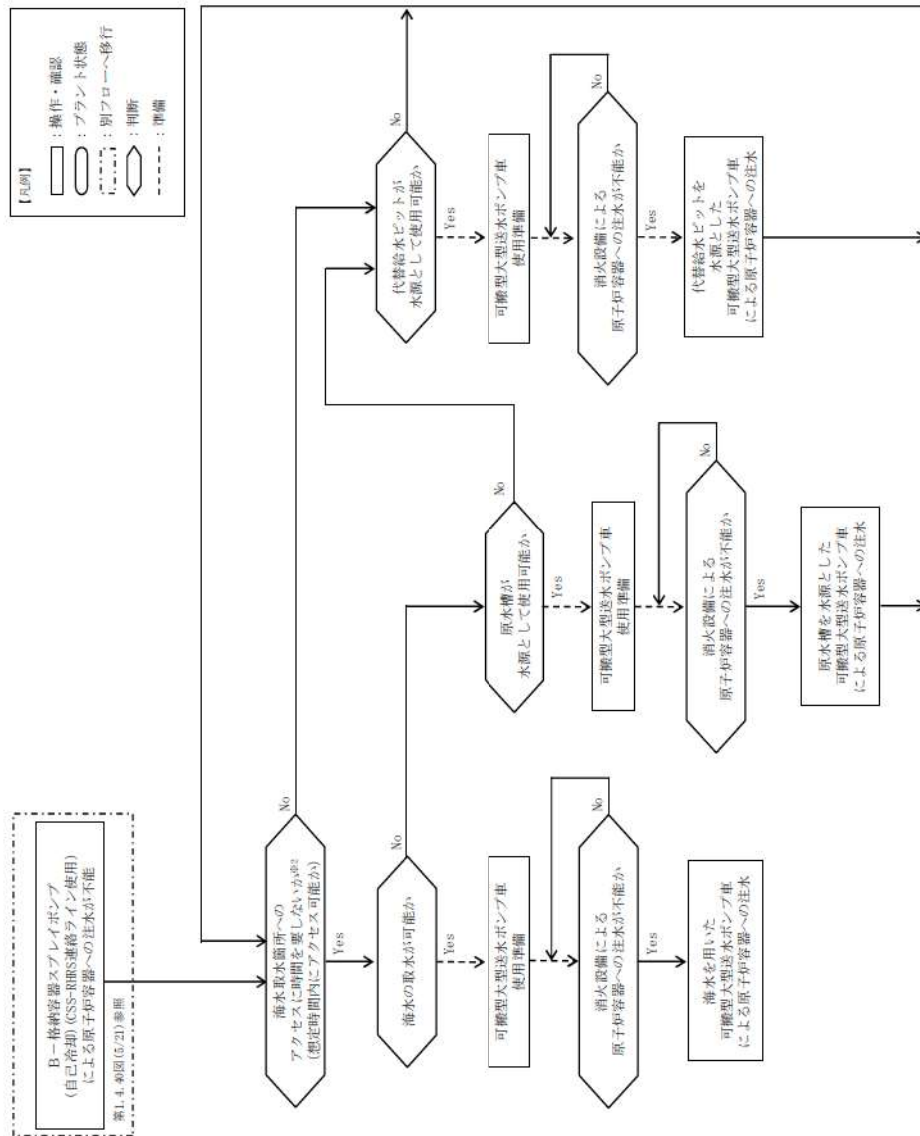 【凡例】
：操作・確認
：プラント状態
：別フローへ移行
：判断
：準備
B－格納容器スプレイポンプ
(自己冷却)(CSS-RHRS連絡ライン使用)
による原子炉容器への注水が不能
第1.4.40図(5/21)参照
海水取水箇所への
アクセスに時間を要しないか※2
(想定時間内にアクセス可能か)
No
Yes
海水の取水が可能か
No
Yes
可搬型大型送水ポンプ車
使用準備
消火設備による
原子炉容器への注水が不能か
No
Yes
海水を用いた
可搬型大型送水ポンプ車
による原子炉容器への注水
原水槽が
水源として使用可能か
No
Yes
可搬型大型送水ポンプ車
使用準備
消火設備による
原子炉容器への注水が不能か
No
Yes
原水槽を水源とした
可搬型大型送水ポンプ車
による原子炉容器への注水
代替給水ピットが
水源として使用可能か
No
Yes
可搬型大型送水ポンプ車
使用準備
消火設備による
原子炉容器への注水が不能か
No
Yes
代替給水ピットを
水源とした
可搬型大型送水ポンプ車
による原子炉容器への注水